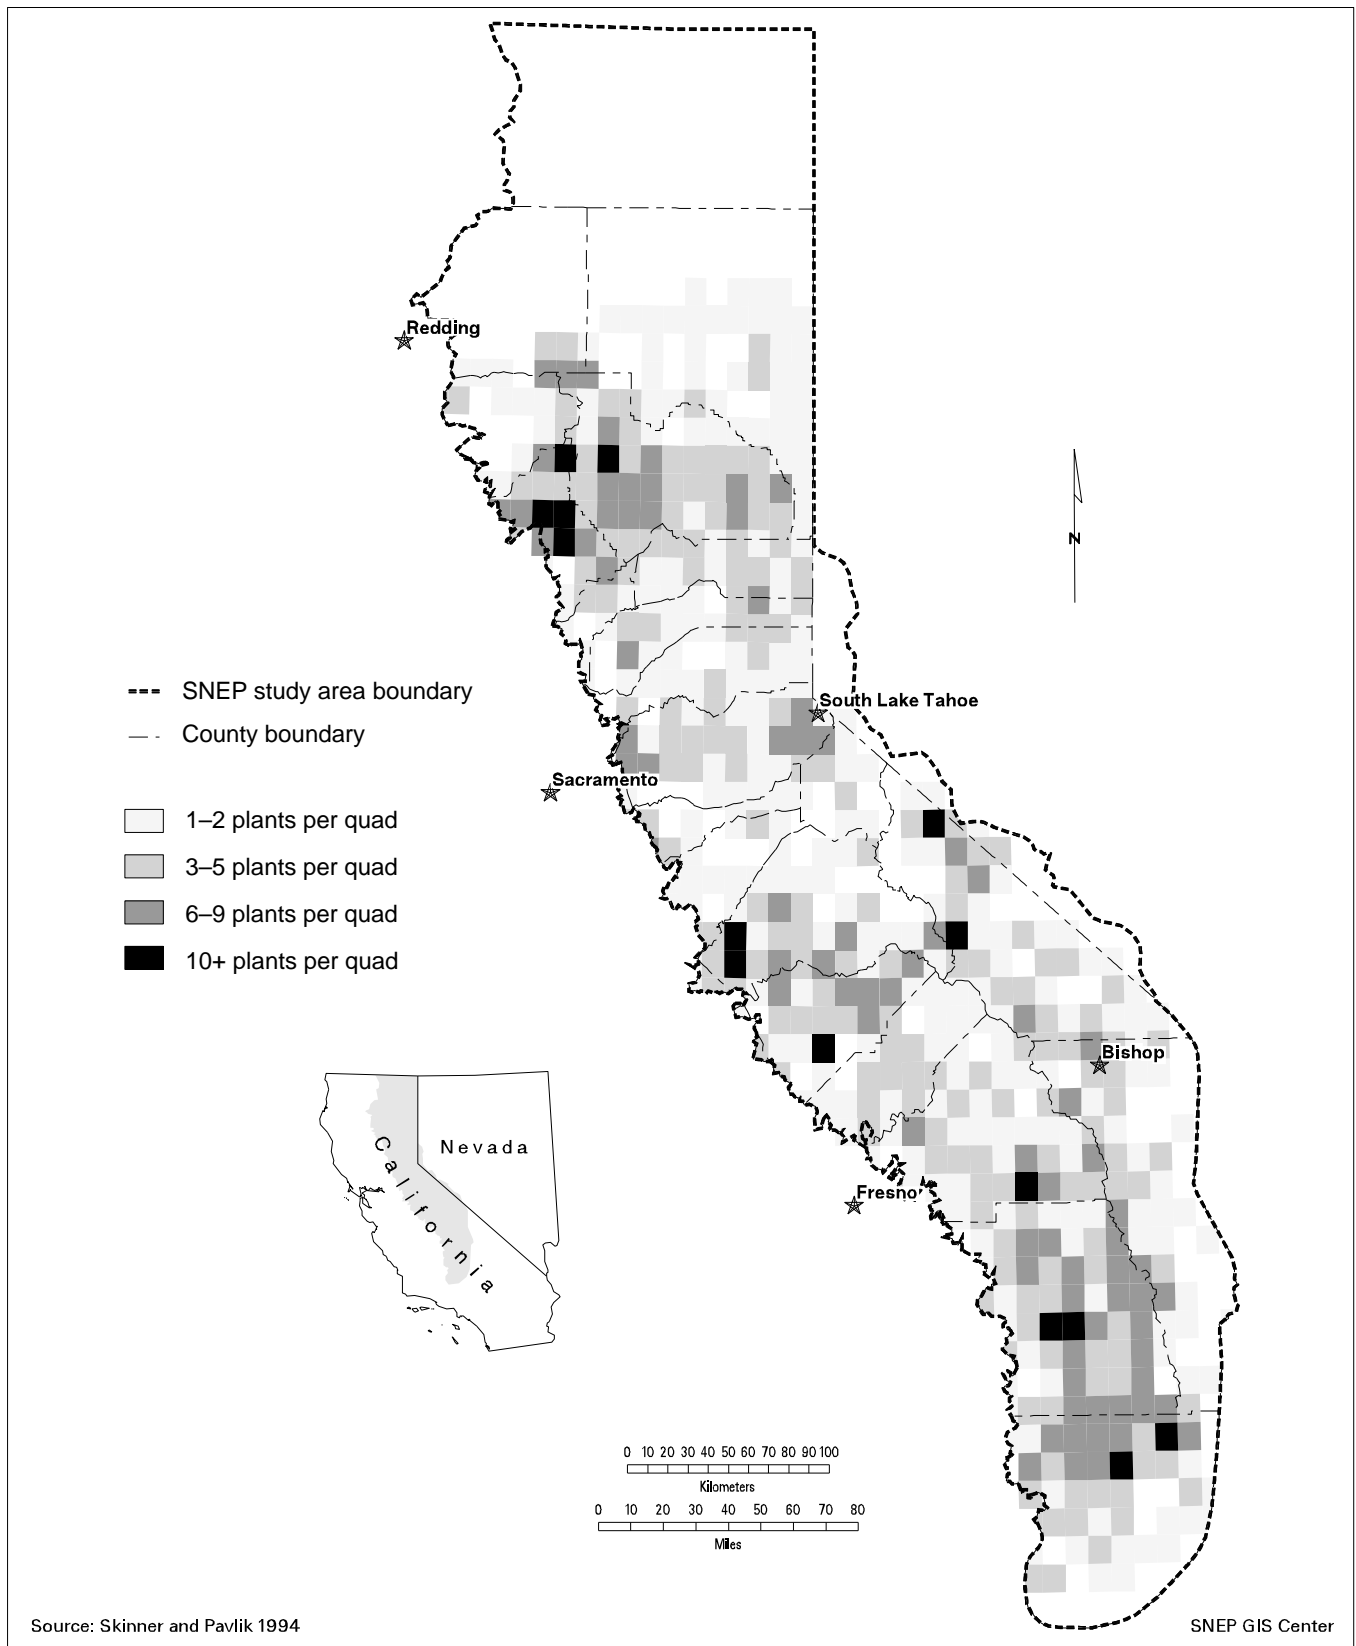 Redding
N
SNEP study area boundary
County boundary
South Lake Tahoe
Sacramento
1–2 plants per quad
3–5 plants per quad
6–9 plants per quad
10+ plants per quad
Bishop
Nevada
California
Fresno
0 10 20 30 40 50 60 70 80 90 100
Kilometers
0 10 20 30 40 50 60 70 80
Miles
Source: Skinner and Pavlik 1994
SNEP GIS Center